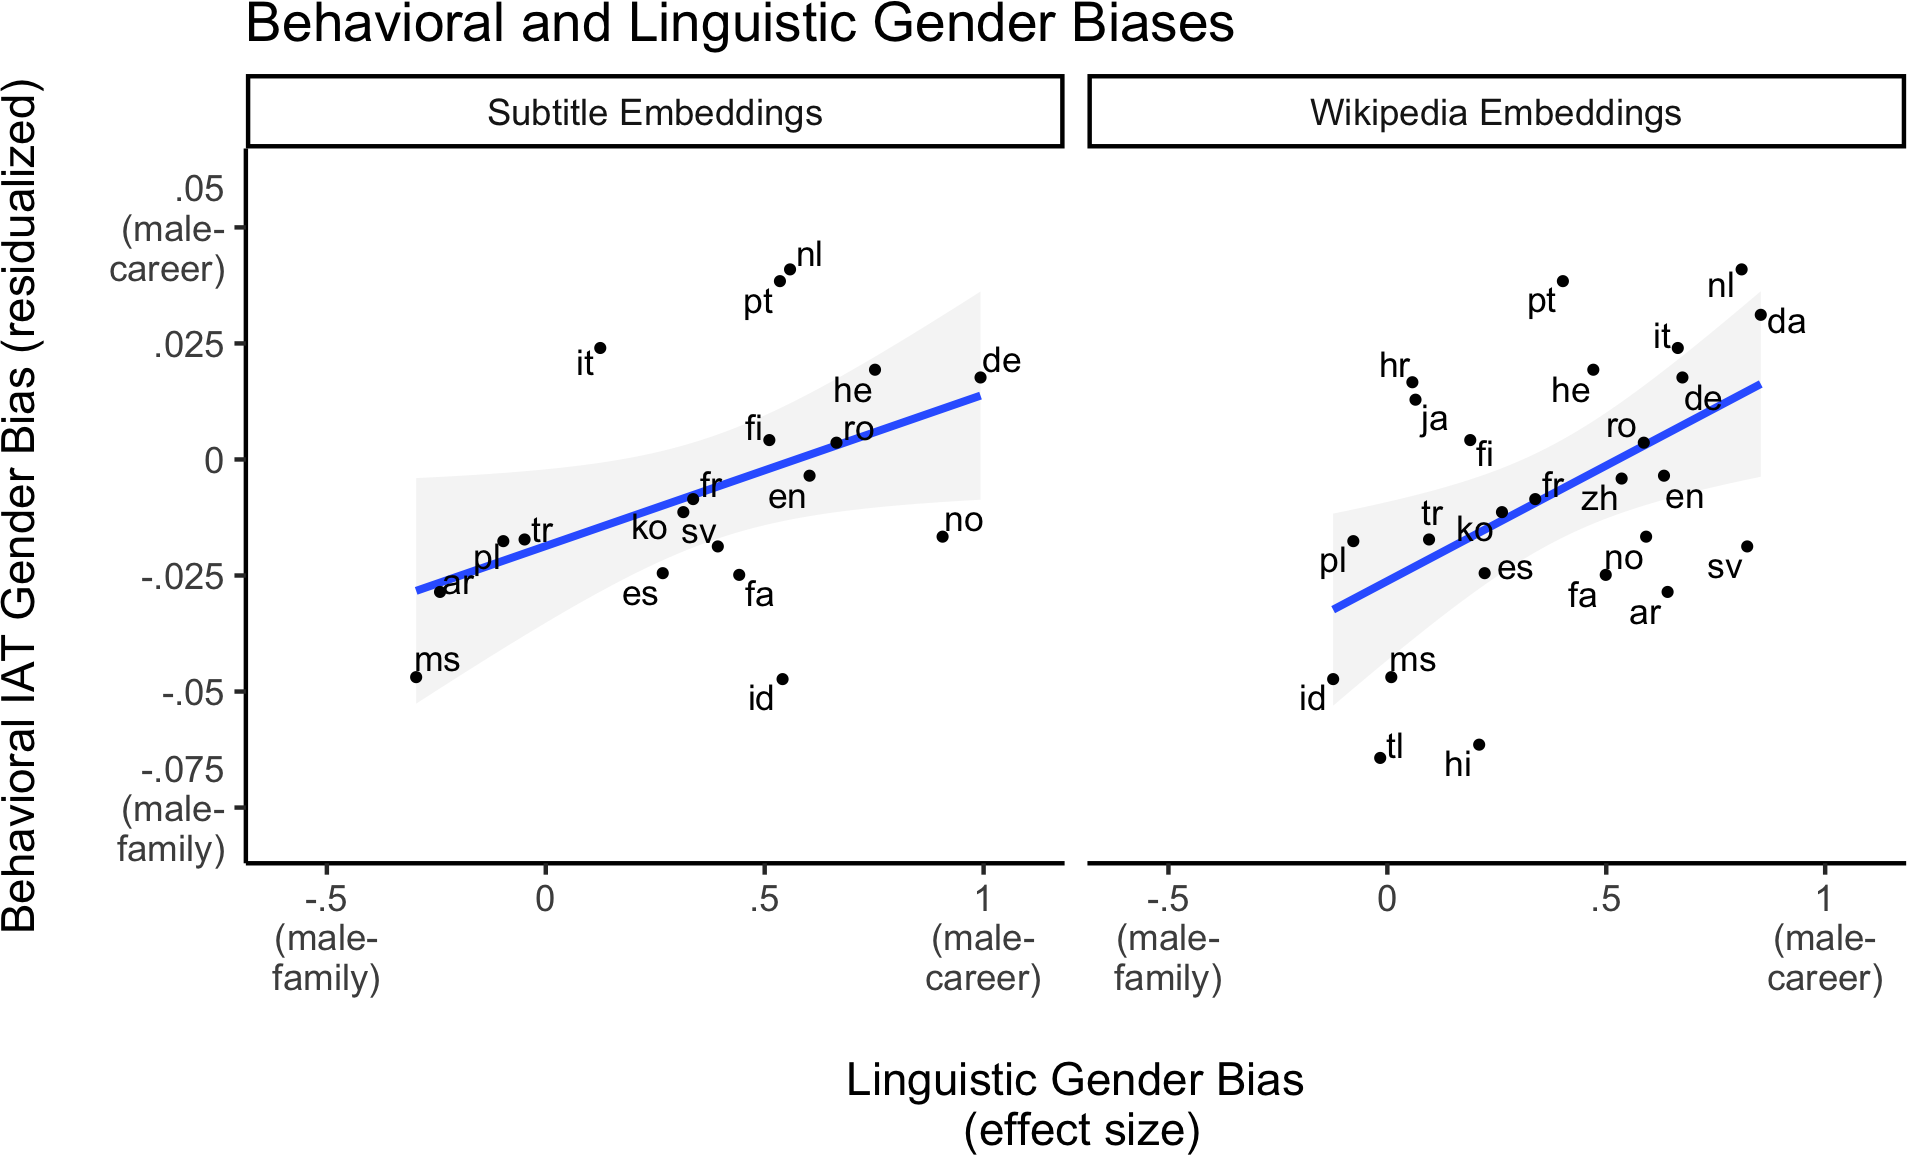 Behavioral and Linguistic Gender Biases
Subtitle Embeddings
Wikipedia Embeddings
Behavioral IAT Gender Bias (residualized)
.05
(male-
career)
.025
0
-.025
-.05
-.075
(male-
family)
nl
pt
it
de
he
fi
ro
en
fr
ko
sv
no
tr
pl
ar
es
fa
ms
id
nl
pt
da
it
hr
he
de
ja
ro
fi
fr
zh
en
tr
ko
pl
es
no
sv
fa
ar
ms
id
tl
hi
-.5
(male-
family)
0
.5
1
(male-
career)
-.5
(male-
family)
0
.5
1
(male-
career)
Linguistic Gender Bias
(effect size)